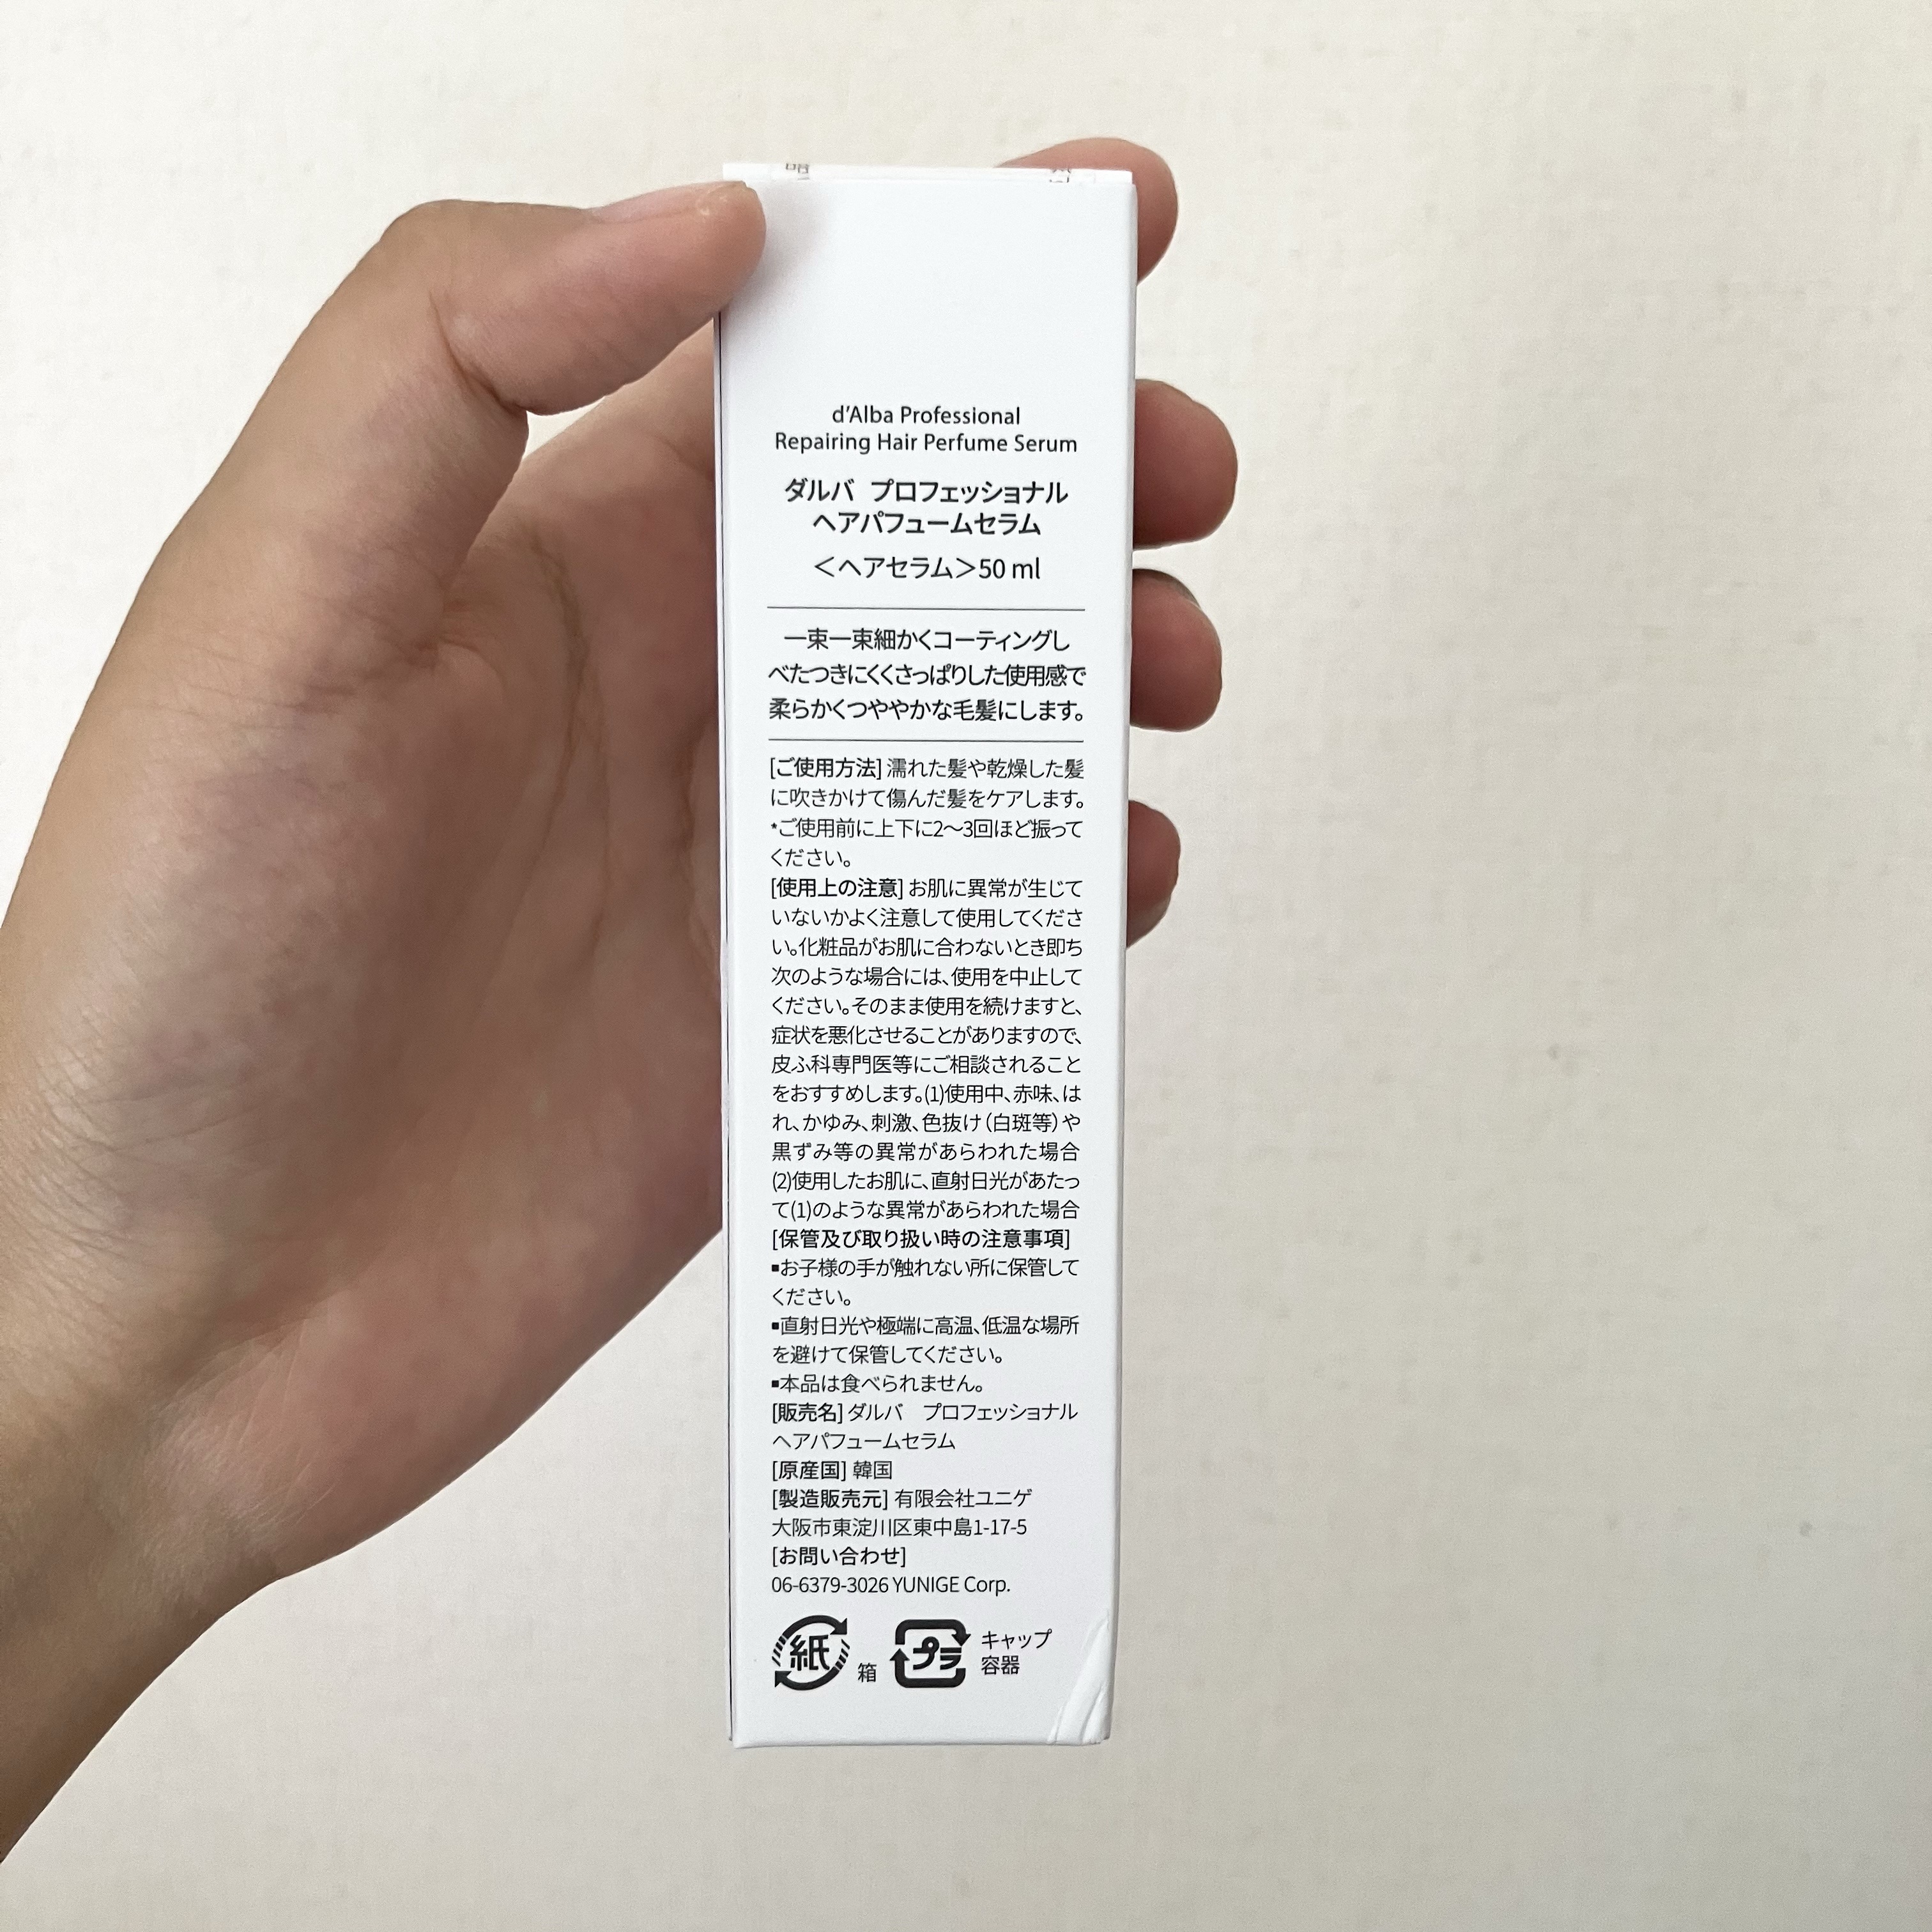 d'Alba Professional
Repairing Hair Perfume Serum
ダルバ プロフェッショナル
ヘアパフュームセラム
＜ヘアセラム＞50 ml
一束一束細かくコーティングし
べたつきにくくさっぱりした使用感で
柔らかくつややかな毛髪にします。
[ご使用方法] 濡れた髪や乾燥した髪
に吹きかけて傷んだ髪をケアします。
*ご使用前に上下に2〜3回ほど振って
ください。
[使用上の注意] お肌に異常が生じて
いないかよく注意して使用してくださ
い。化粧品がお肌に合わないとき即ち
次のような場合には、使用を中止して
ください。そのまま使用を続けますと、
症状を悪化させることがありますので、
皮ふ科専門医等にご相談されること
をおすすめします。(1)使用中、赤味、は
れ、かゆみ、刺激、色抜け（白斑等）や
黒ずみ等の異常があらわれた場合
(2)使用したお肌に、直射日光があたっ
て(1)のような異常があらわれた場合
[保管及び取り扱い時の注意事項]
▪お子様の手が触れない所に保管して
ください。
▪直射日光や極端に高温、低温な場所
を避けて保管してください。
▪本品は食べられません。
[販売名] ダルバ　プロフェッショナル
ヘアパフュームセラム
[原産国] 韓国
[製造販売元] 有限会社ユニゲ
大阪市東淀川区東中島1-17-5
[お問い合わせ]
06-6379-3026 YUNIGE Corp.
紙 箱 プラ キャップ
容器